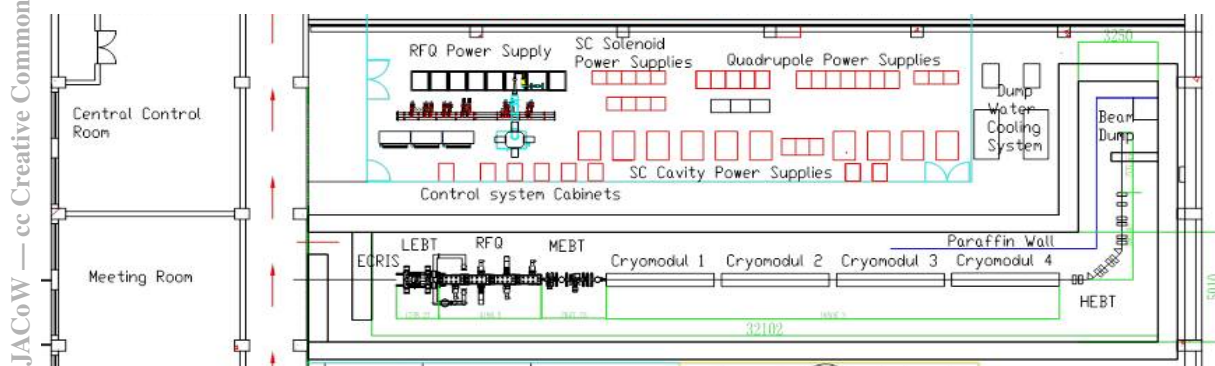 JACoW — cc Creative Common
RFQ Power Supply
SC Solenoid
Power Supplies
Quadrupole Power Supplies
3250
Central Control
Room
Dump
Water
Cooling
System
Beam
Dump
SC Cavity Power Supplies
Control system Cabinets
Meeting Room
ECRIS
LEBT
RFQ
MEBT
Cryomodul 1
Cryomodul 2
Cryomodul 3
Cryomodul 4
Paraffin Wall
HEBT
32102
5010